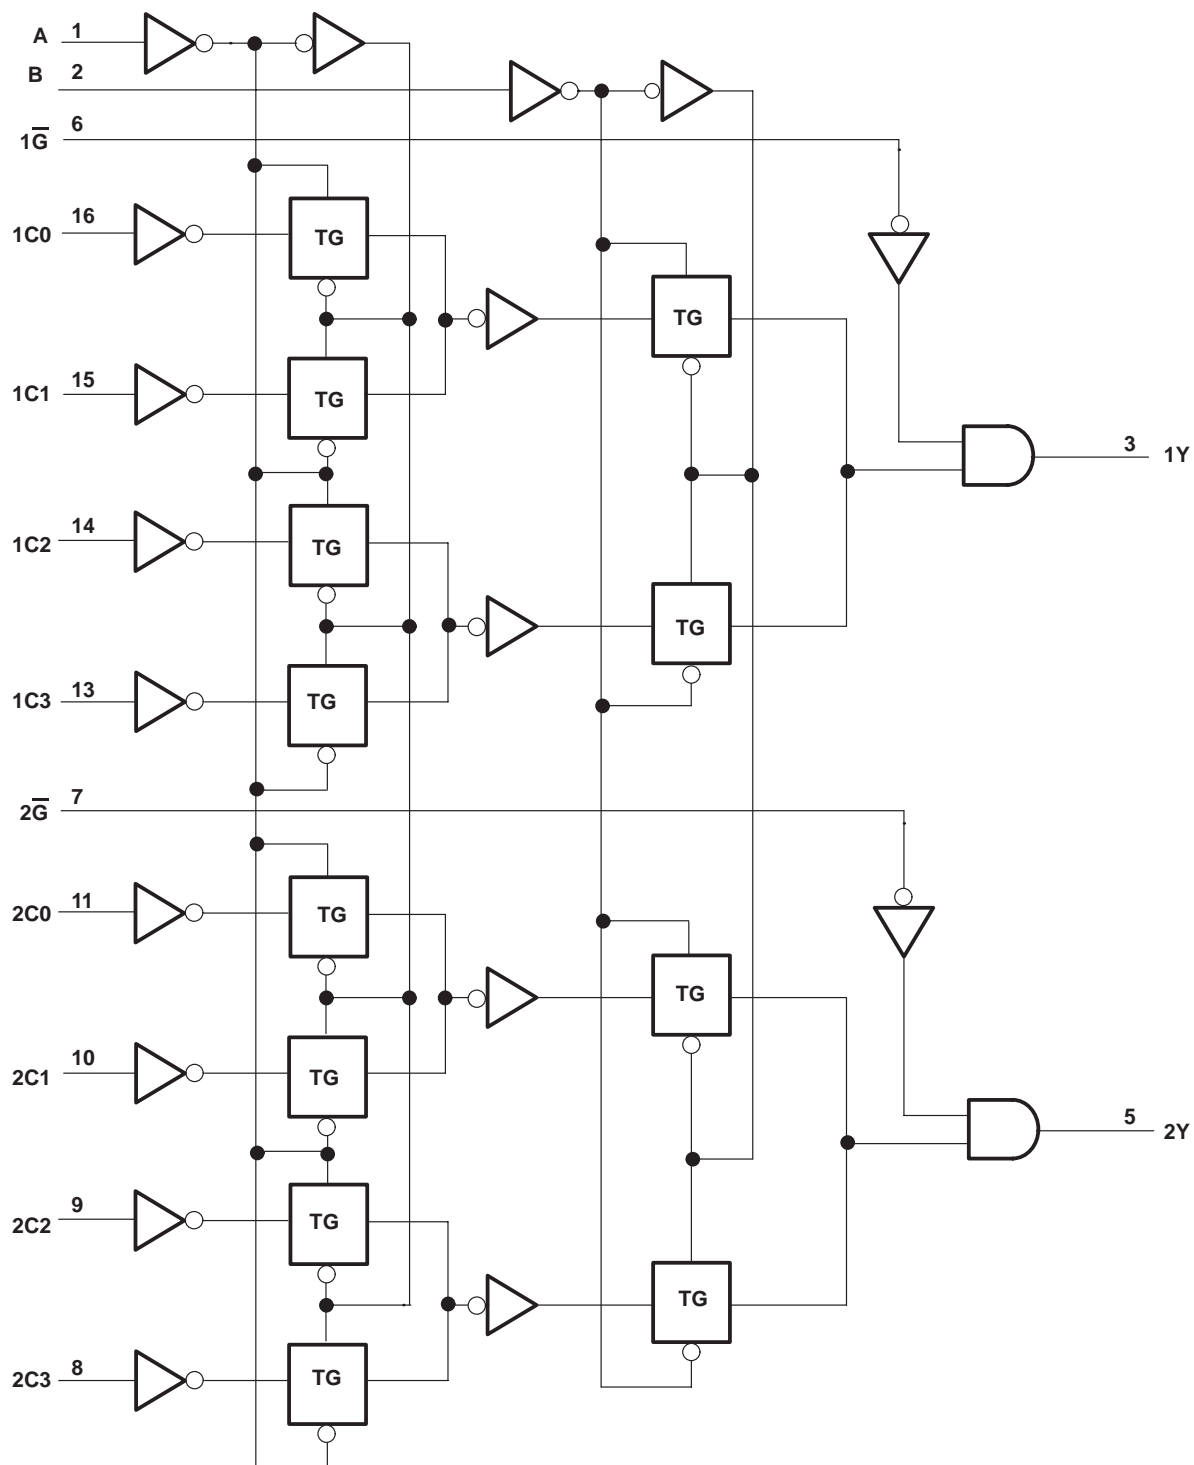 A 1
B 2
1G̅ 6
1C0 16 TG
TG
1C1 15 TG
3 1Y
1C2 14 TG
TG
1C3 13 TG
2G̅ 7
2C0 11 TG
TG
2C1 10 TG
5 2Y
2C2 9 TG
TG
2C3 8 TG